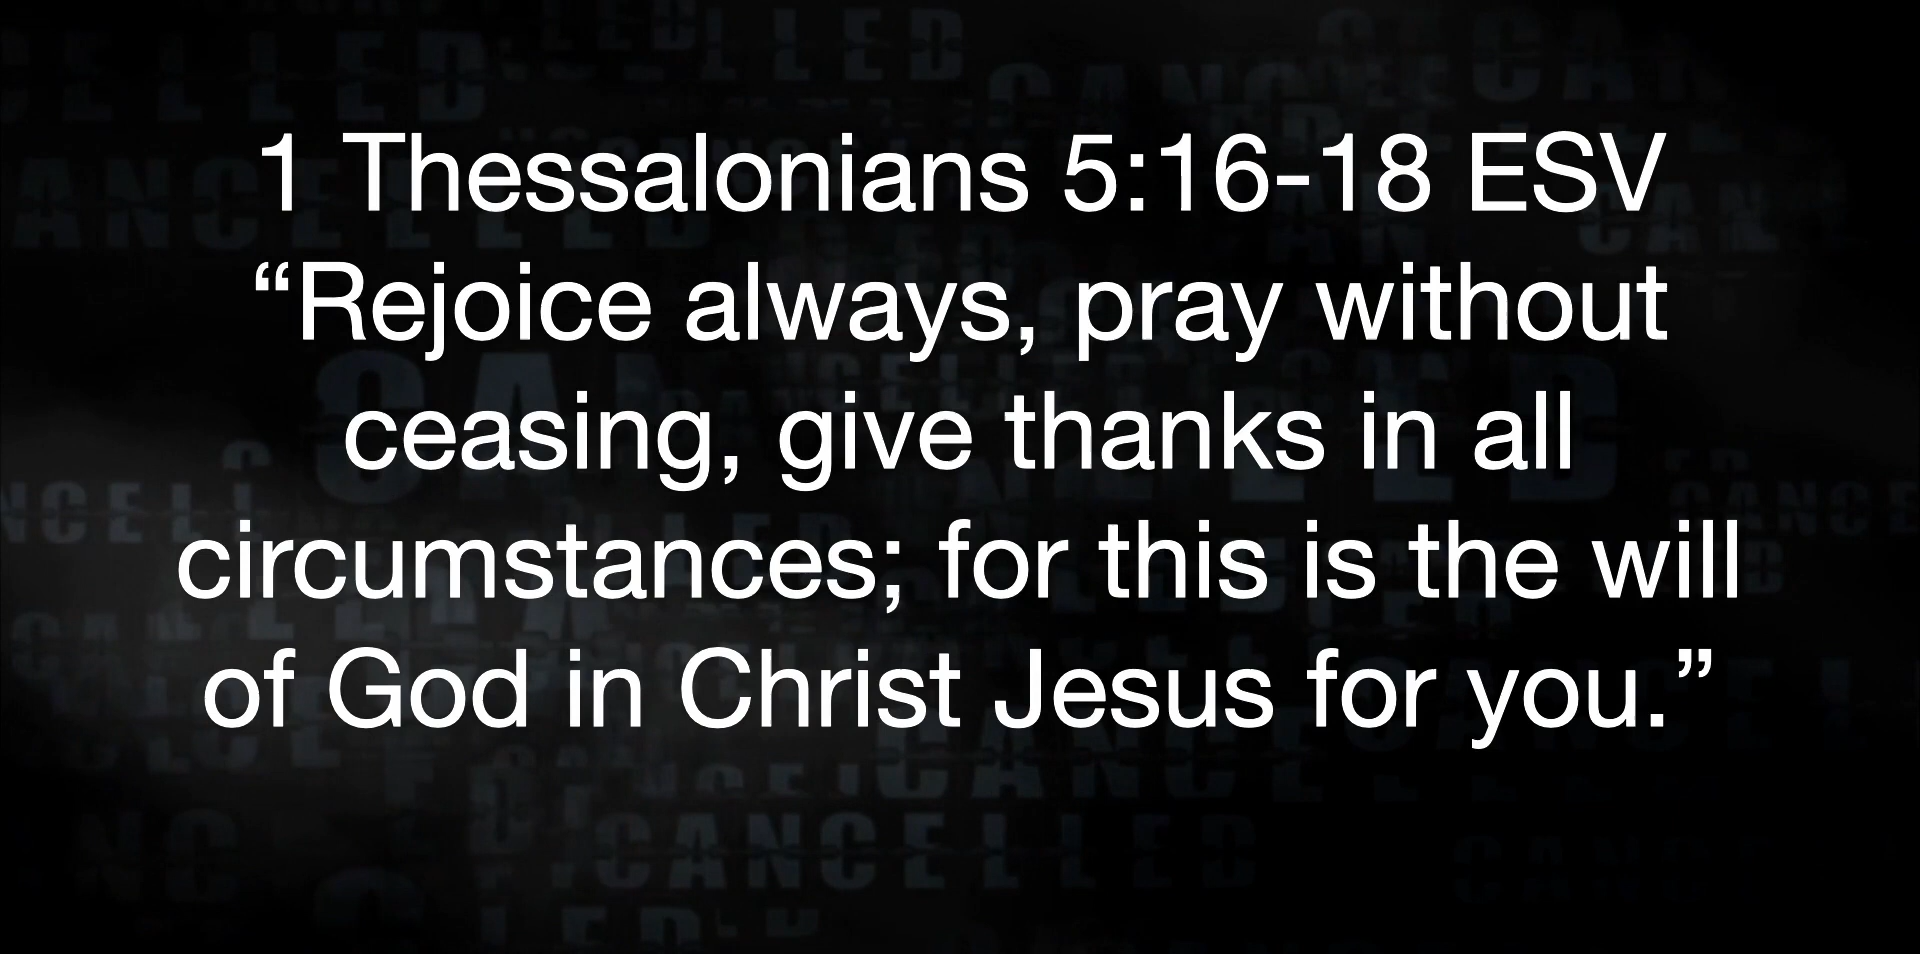 1 Thessalonians 5:16-18 ESV
“Rejoice always, pray without
ceasing, give thanks in all
circumstances; for this is the will
of God in Christ Jesus for you.”
CANCELLED